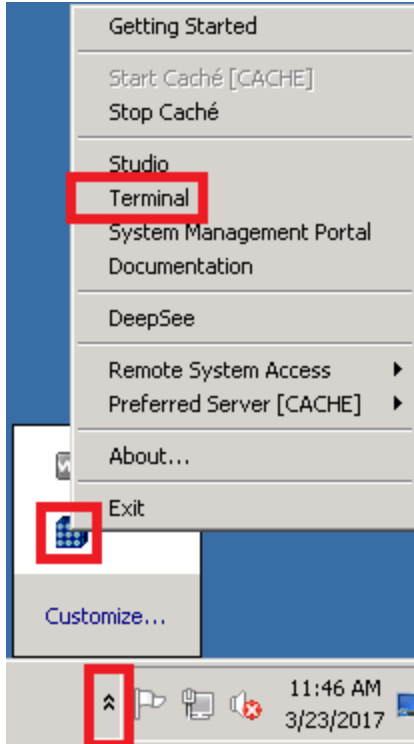 Getting Started
Start Caché [CACHE]
Stop Caché
Studio
Terminal
System Management Portal
Documentation
DeepSee
Remote System Access
Preferred Server [CACHE]
About...
Exit
Customize...
11:46 AM
3/23/2017